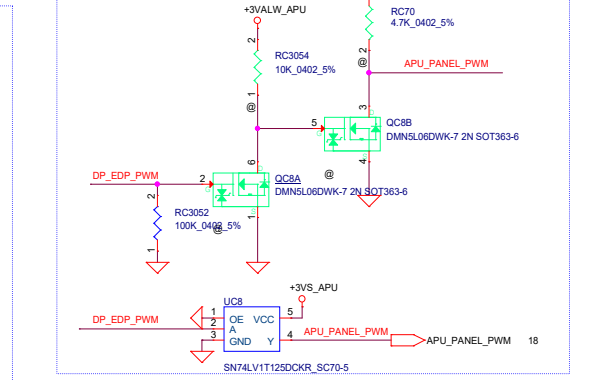 +3VALW_APU
RC70
4.7K_0402_5%
2
2
RC3054
10K_0402_5%
@
APU_PANEL_PWM
1
@
3
5
QC8B
DMN5L06DWK-7 2N SOT363-6
6
4
DP_EDP_PWM
2
@
QC8A
DMN5L06DWK-7 2N SOT363-6
2
RC3052
100K_0402_5%
@
1
1
+3VS_APU
UC8
1
OE
VCC
5
DP_EDP_PWM
2
A
3
GND
Y
4
APU_PANEL_PWM
APU_PANEL_PWM
18
SN74LV1T125DCKR_SC70-5